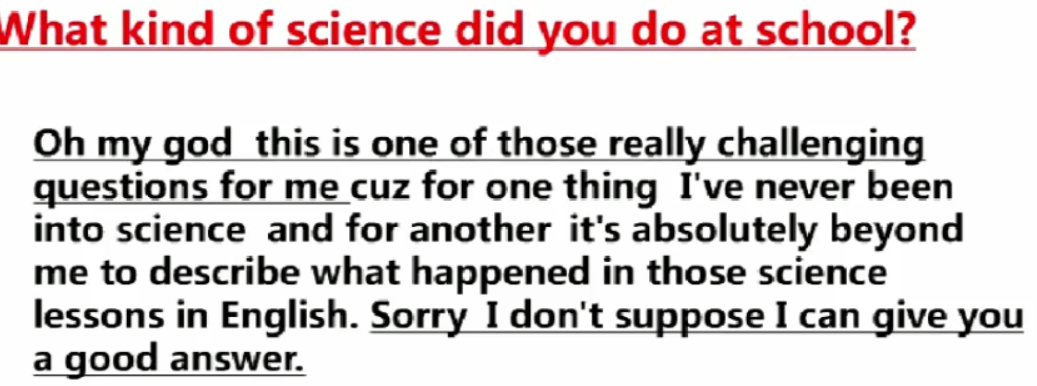 What kind of science did you do at school?
Oh my god this is one of those really challenging
questions for me cuz for one thing I've never been
into science and for another it's absolutely beyond
me to describe what happened in those science
lessons in English. Sorry I don't suppose I can give you
a good answer.